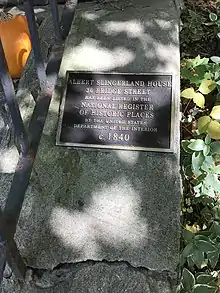 ALBERT SLINGERLAND HOUSE
36 BRIDGE STREET
HAS BEEN LISTED IN THE
NATIONAL REGISTER
OF HISTORIC PLACES
BY THE UNITED STATES
DEPARTMENT OF THE INTERIOR
c. 1840